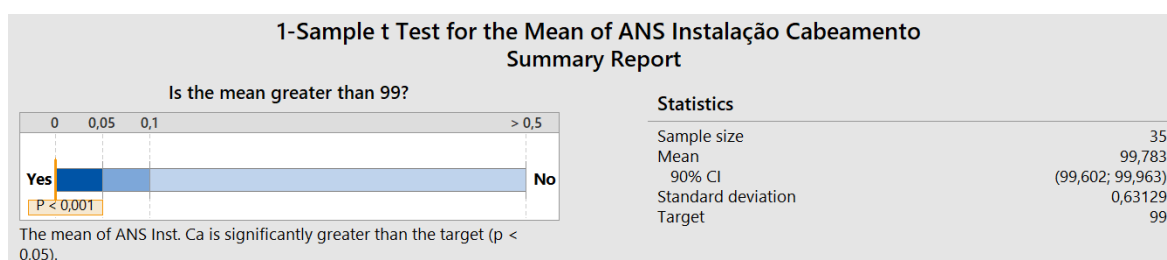 1-Sample t Test for the Mean of ANS Instalação Cabeamento
Summary Report
Is the mean greater than 99?
0 0,05 0,1 > 0,5
Yes No
P < 0,001
The mean of ANS Inst. Ca is significantly greater than the target (p <
0.05).
Statistics
Sample size 35
Mean 99,783
90% CI (99,602; 99,963)
Standard deviation 0,63129
Target 99